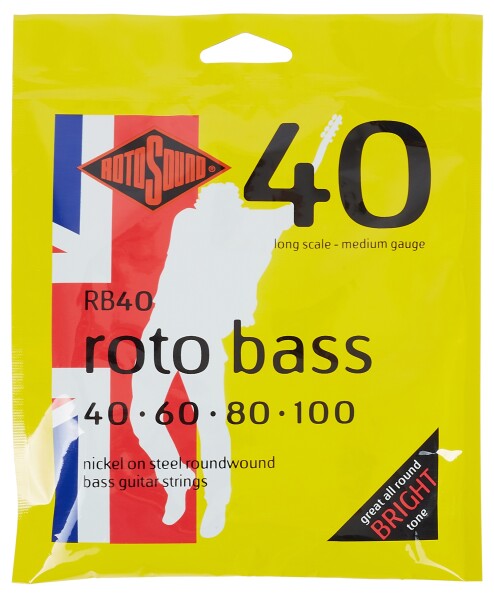 ROTOSOUND®
40
long scale - medium gauge
RB40
roto bass
40 · 60 · 80 · 100
nickel on steel roundwound
bass guitar strings
great all round
BRIGHT
tone